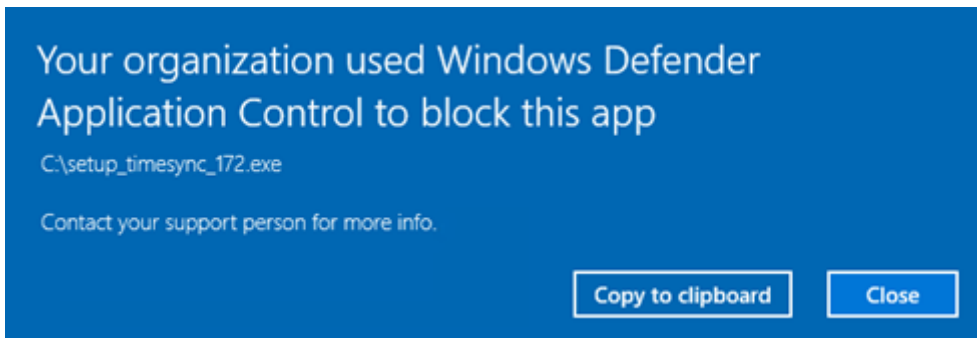 Your organization used Windows Defender
Application Control to block this app
C:\setup_timesync_172.exe
Contact your support person for more info.
Copy to clipboard
Close